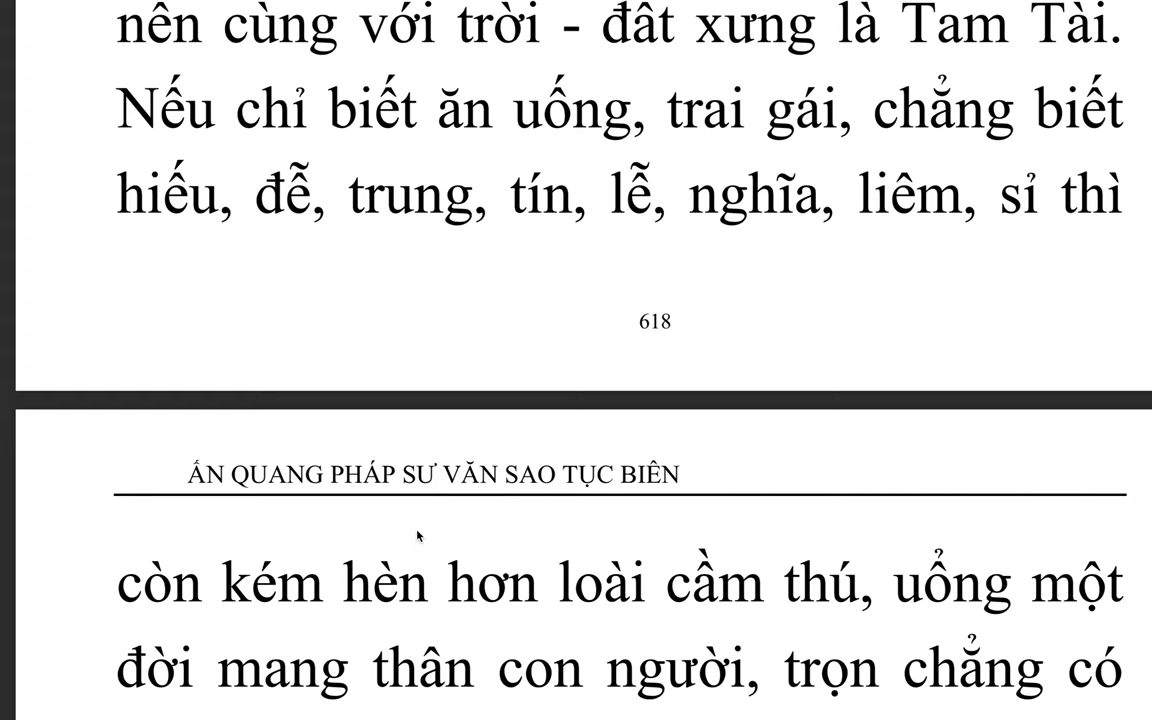 nên cùng với trời - đất xưng là Tam Tài.
Nếu chỉ biết ăn uống, trai gái, chẳng biết
hiếu, đễ, trung, tín, lễ, nghĩa, liêm, sỉ thì
618
ẤN QUANG PHÁP SƯ VĂN SAO TỤC BIÊN
còn kém hèn hơn loài cầm thú, uổng một
đời mang thân con người, trọn chẳng có